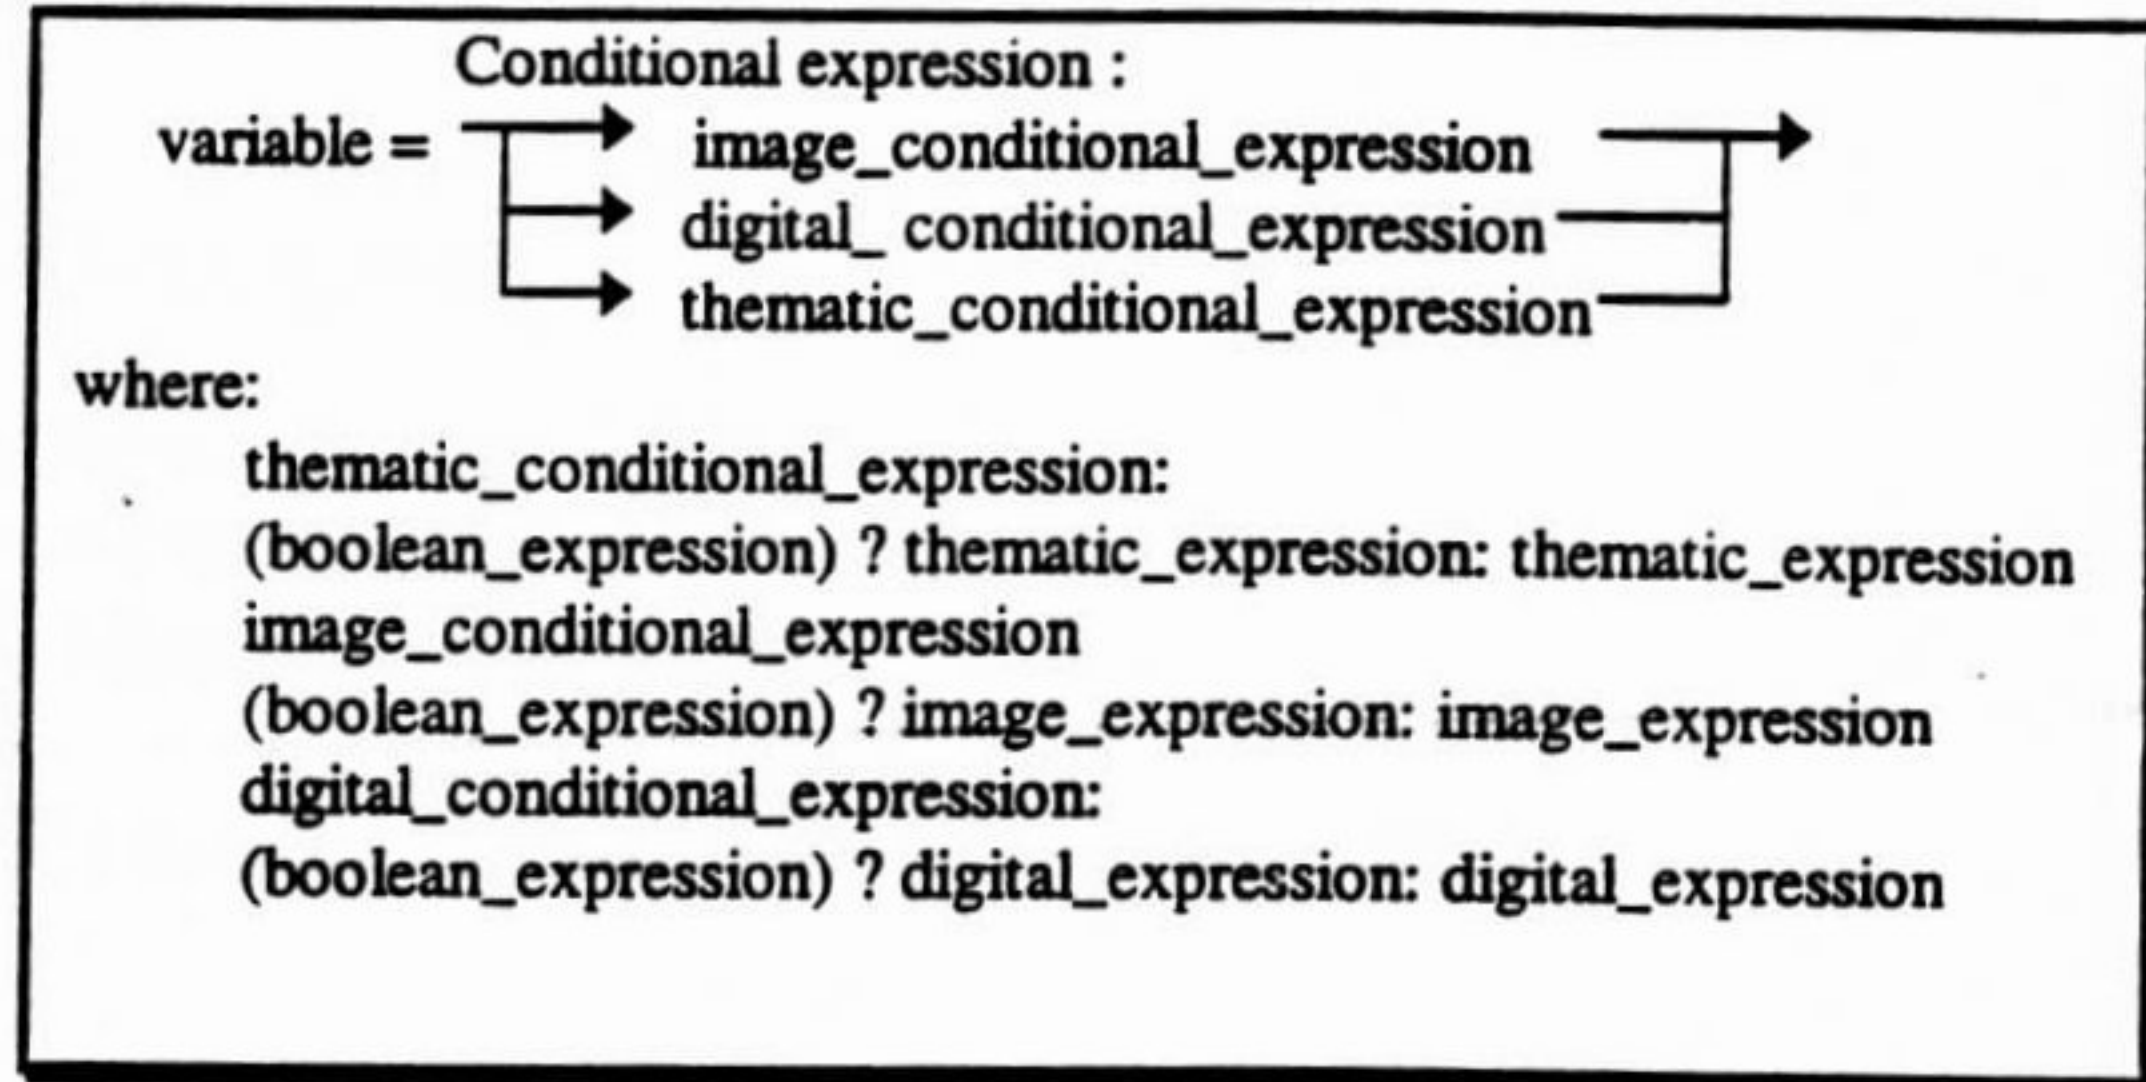 Conditional expression :
variable = image_conditional_expression
digital_ conditional_expression
thematic_conditional_expression
where:
thematic_conditional_expression:
(boolean_expression) ? thematic_expression: thematic_expression
image_conditional_expression
(boolean_expression) ? image_expression: image_expression
digital_conditional_expression:
(boolean_expression) ? digital_expression: digital_expression